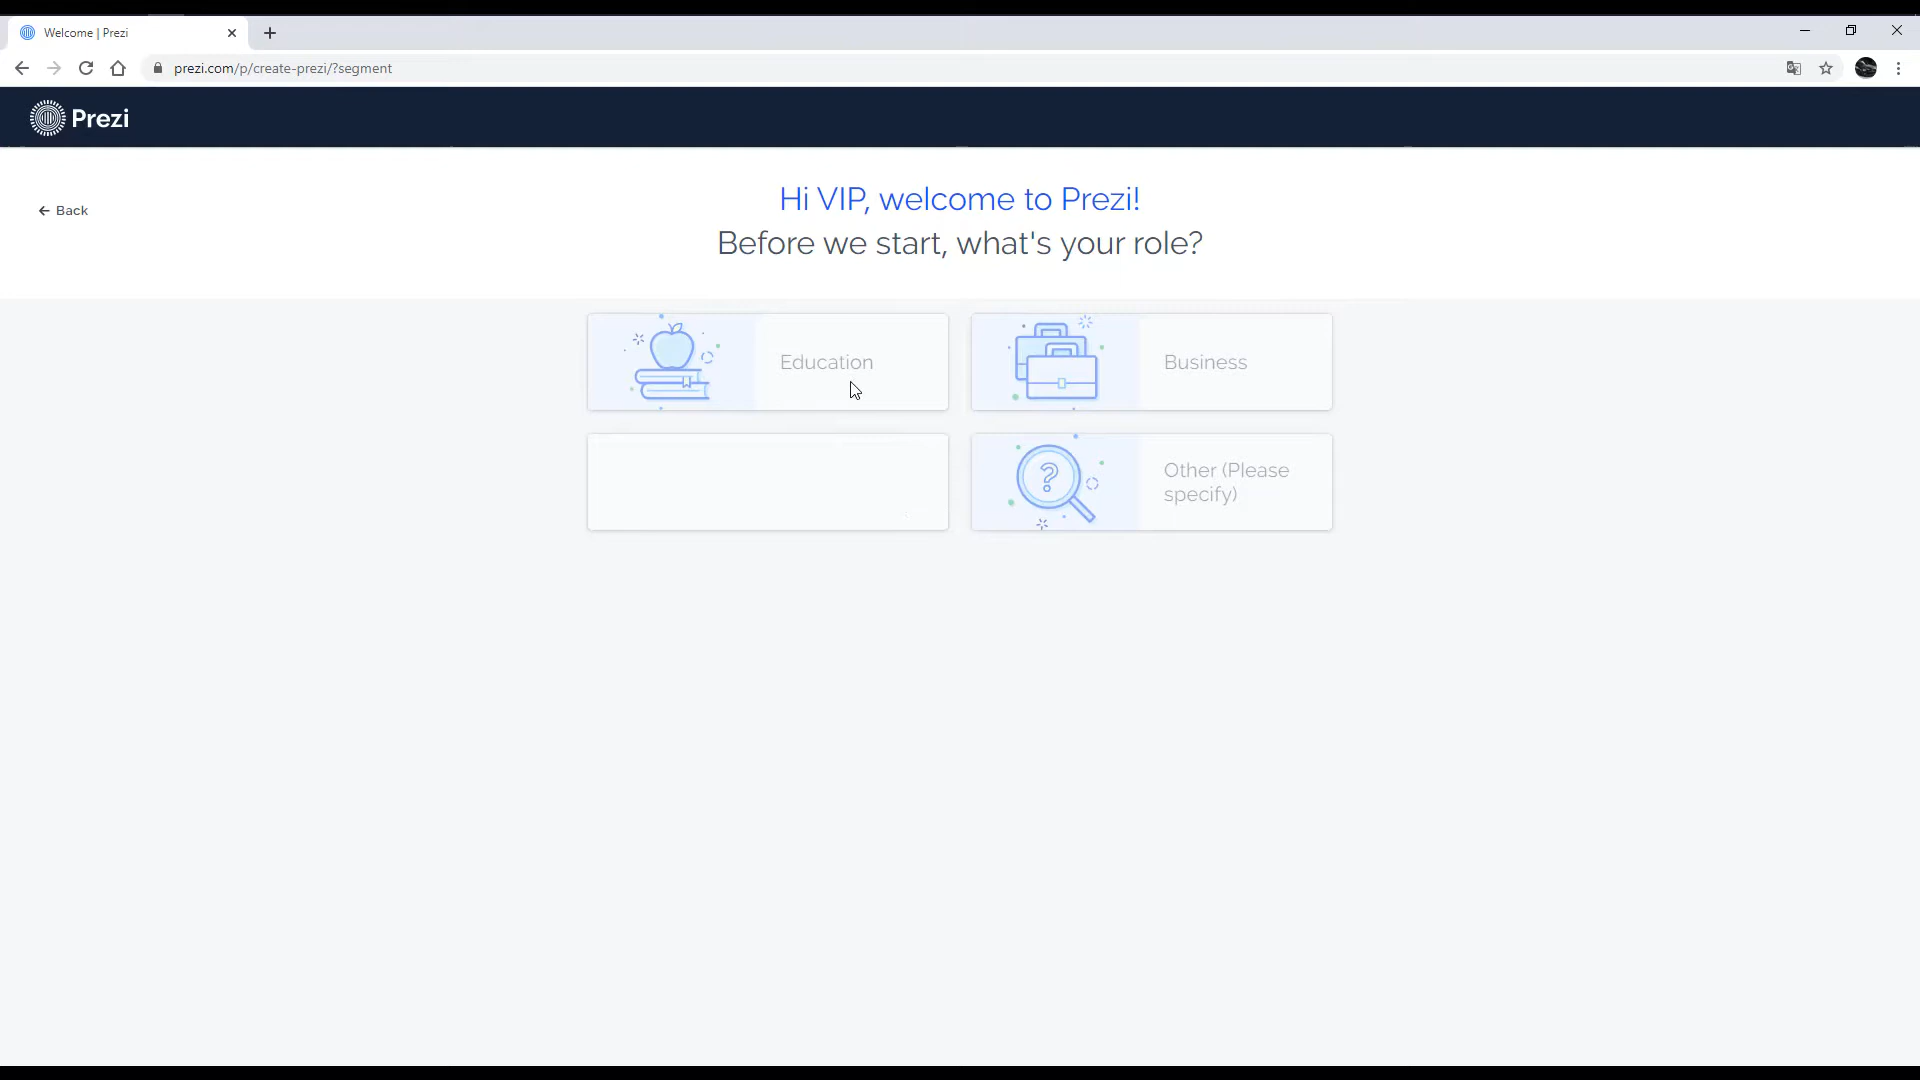 Welcome | Prezi
prezi.com/p/create-prezi/?segment
Prezi
Back
Hi VIP, welcome to Prezi!
Before we start, what's your role?
Education
Business
?
Other (Please
specify)